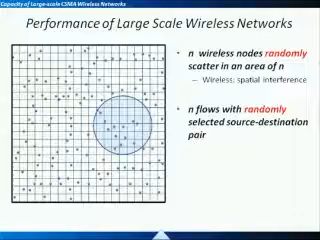 Capacity of Large-scale CSMA Wireless Networks
Performance of Large Scale Wireless Networks
• n wireless nodes randomly
scatter in an area of n
– Wireless: spatial interference
• n flows with randomly
selected source-destination
pair